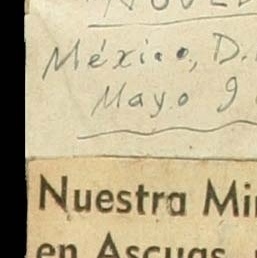 México, D.
Mayo 9
Nuestra Mi
en Ascuas